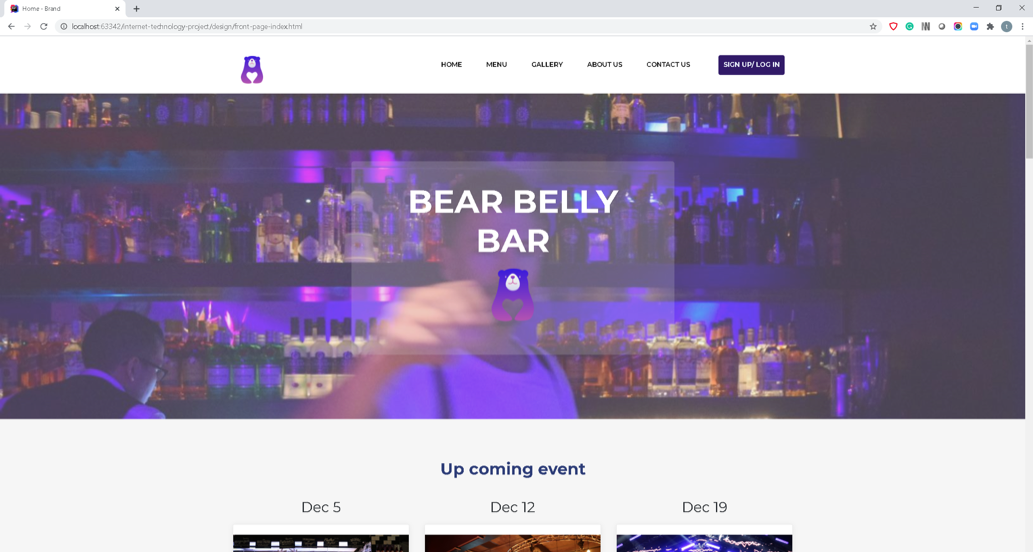 Home - Brand
localhost:63342/internet-technology-project/design/front-page-index.html
HOME MENU GALLERY ABOUT US CONTACT US SIGN UP/ LOG IN
BEAR BELLY
BAR
Up coming event
Dec 5 Dec 12 Dec 19